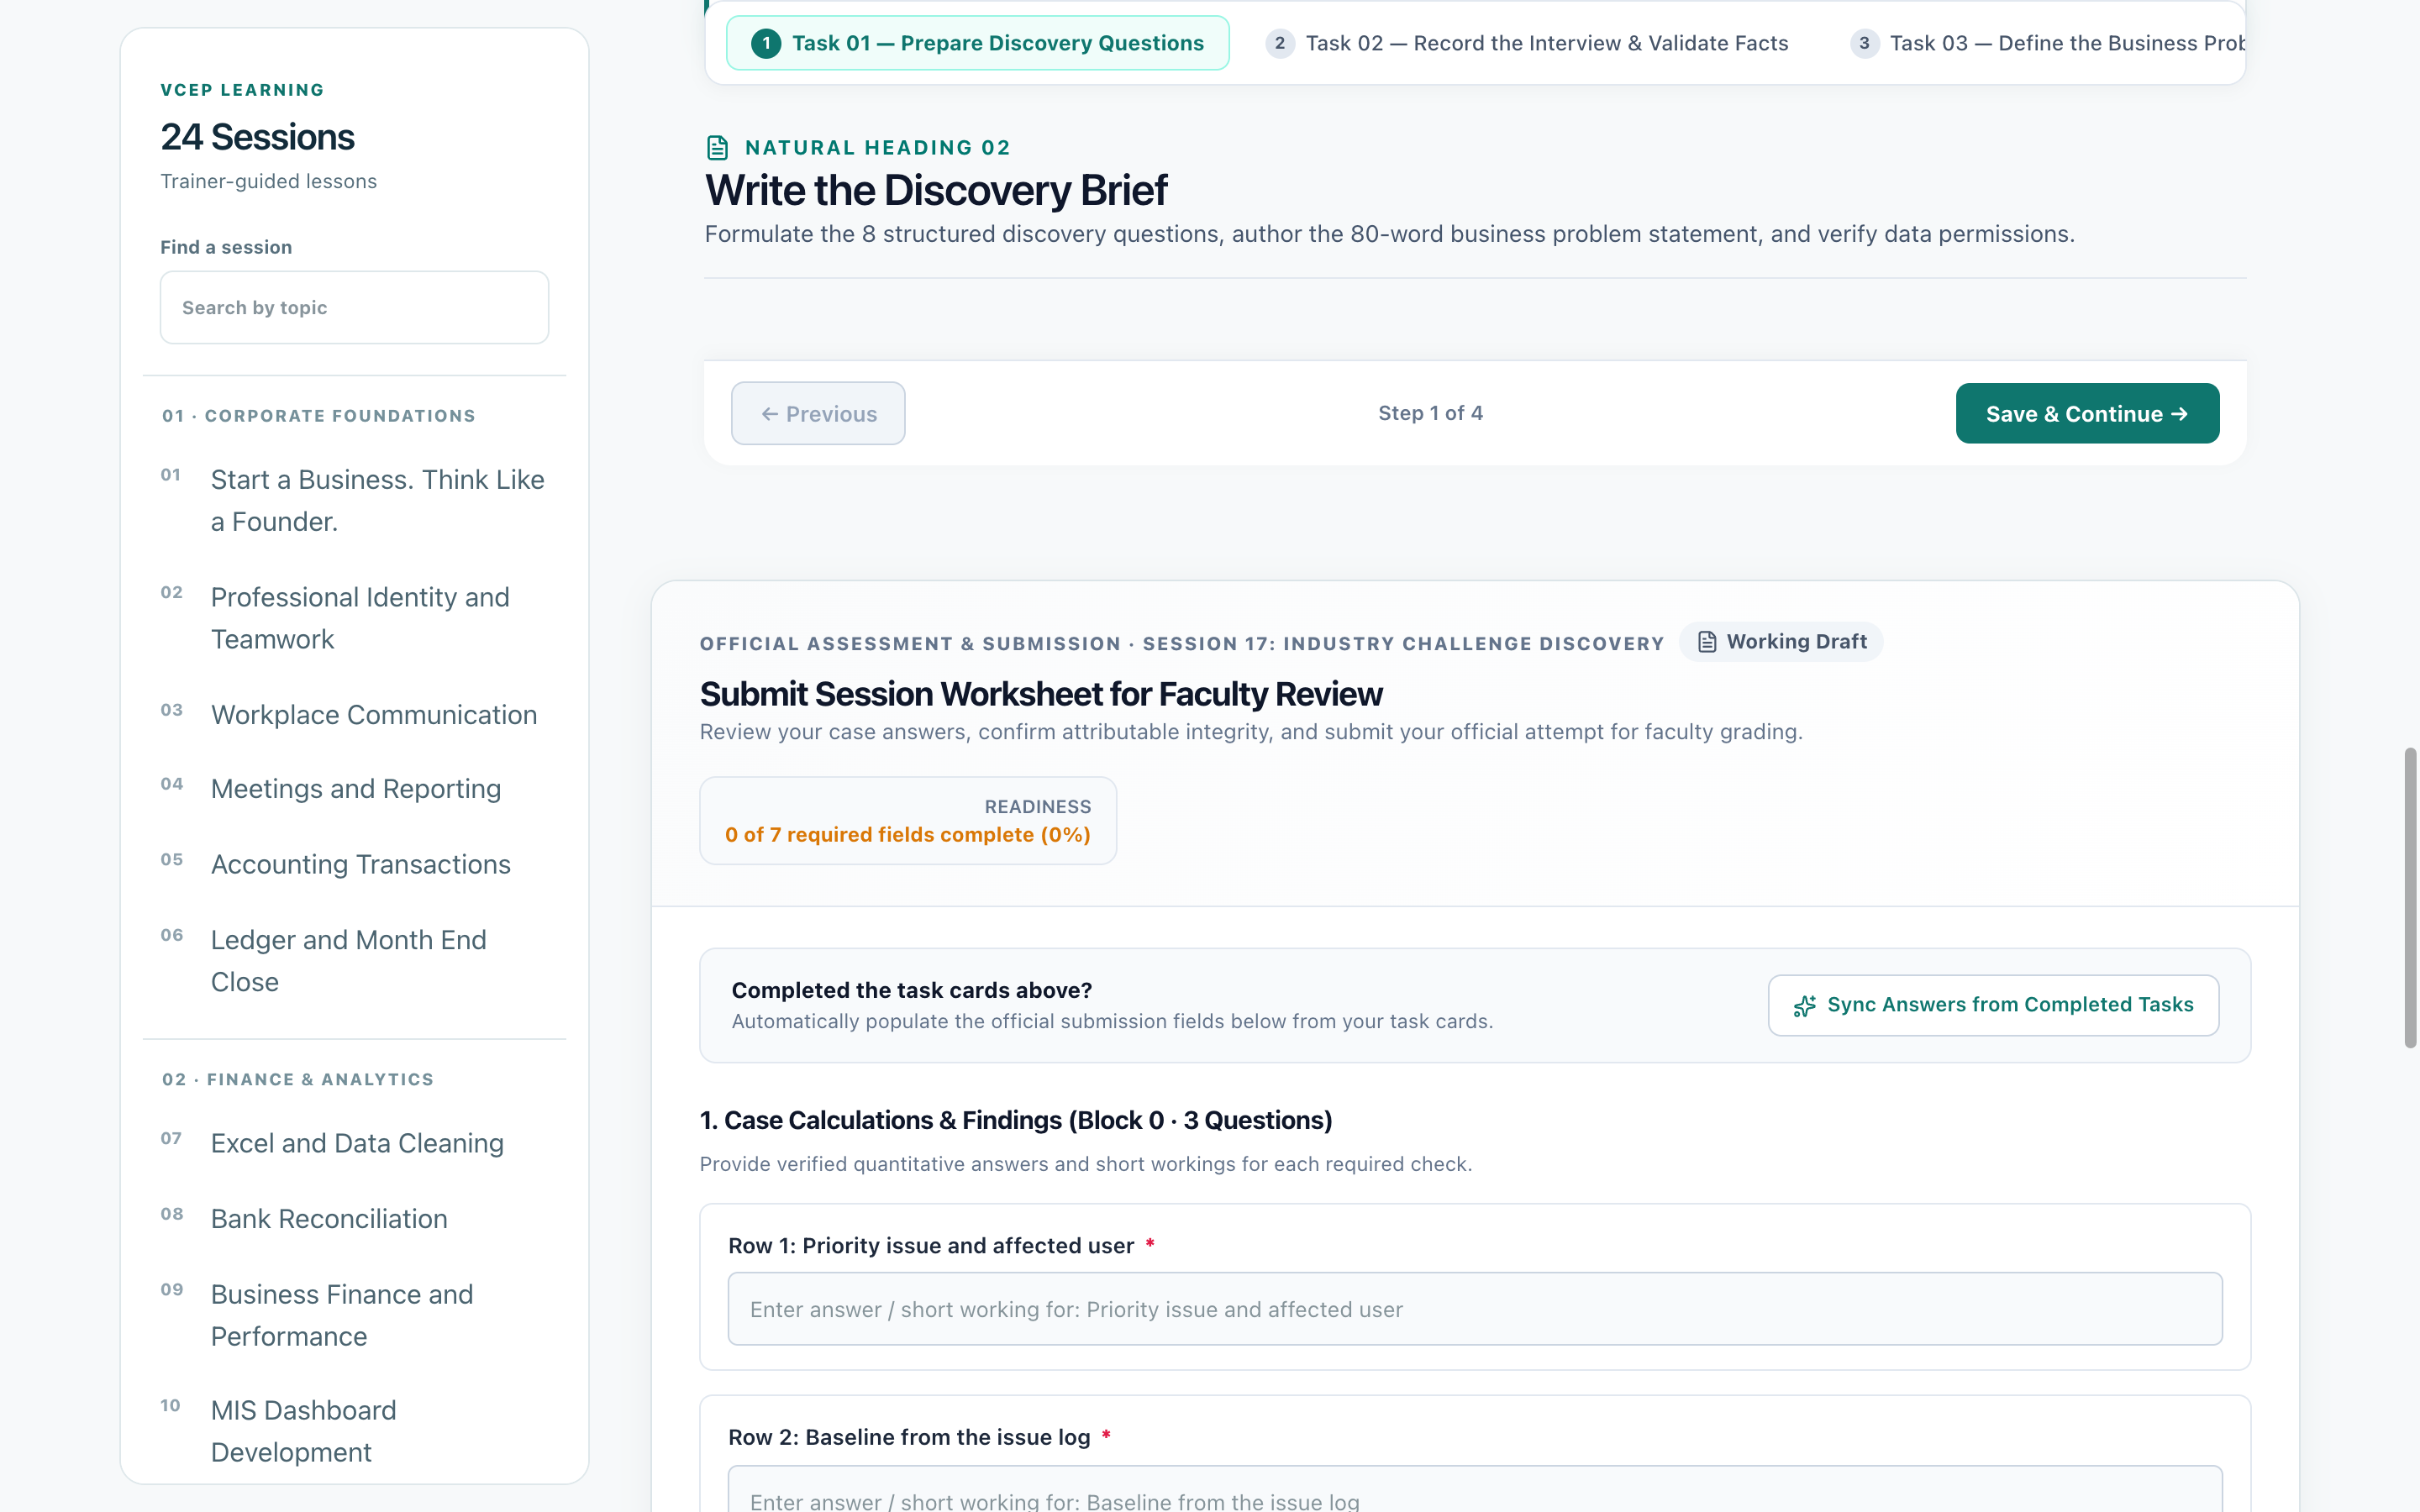 VCEP LEARNING
24 Sessions
Trainer-guided lessons
Find a session
Search by topic
01 · CORPORATE FOUNDATIONS
01 Start a Business. Think Like
a Founder.
02 Professional Identity and
Teamwork
03 Workplace Communication
04 Meetings and Reporting
05 Accounting Transactions
06 Ledger and Month End
Close
02 · FINANCE & ANALYTICS
07 Excel and Data Cleaning
08 Bank Reconciliation
09 Business Finance and
Performance
10 MIS Dashboard
Development
1 Task 01 — Prepare Discovery Questions
2 Task 02 — Record the Interview & Validate Facts
3 Task 03 — Define the Business Prob
NATURAL HEADING 02
Write the Discovery Brief
Formulate the 8 structured discovery questions, author the 80-word business problem statement, and verify data permissions.
← Previous
Step 1 of 4
Save & Continue →
OFFICIAL ASSESSMENT & SUBMISSION · SESSION 17: INDUSTRY CHALLENGE DISCOVERY
Working Draft
Submit Session Worksheet for Faculty Review
Review your case answers, confirm attributable integrity, and submit your official attempt for faculty grading.
READINESS
0 of 7 required fields complete (0%)
Completed the task cards above?
Automatically populate the official submission fields below from your task cards.
Sync Answers from Completed Tasks
1. Case Calculations & Findings (Block 0 · 3 Questions)
Provide verified quantitative answers and short workings for each required check.
Row 1: Priority issue and affected user *
Enter answer / short working for: Priority issue and affected user
Row 2: Baseline from the issue log *
Enter answer / short working for: Baseline from the issue log